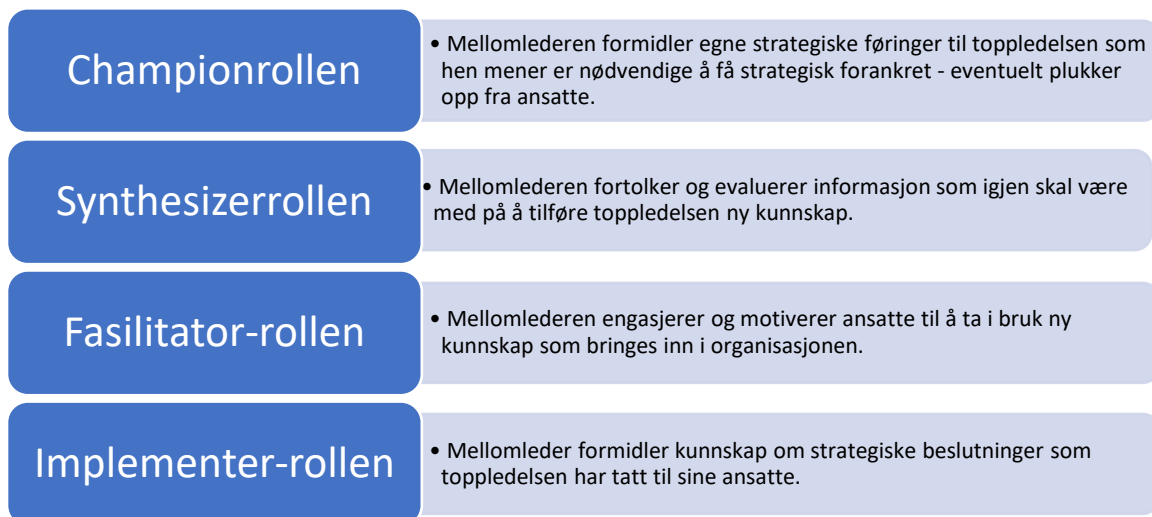 Championrollen
• Mellomlederen formidler egne strategiske føringer til toppledelsen som
hen mener er nødvendige å få strategisk forankret - eventuelt plukker
opp fra ansatte.
Synthesizerrollen
• Mellomlederen fortolker og evaluerer informasjon som igjen skal være
med på å tilføre toppledelsen ny kunnskap.
Fasilitator-rollen
• Mellomlederen engasjerer og motiverer ansatte til å ta i bruk ny
kunnskap som bringes inn i organisasjonen.
Implementer-rollen
• Mellomleder formidler kunnskap om strategiske beslutninger som
toppledelsen har tatt til sine ansatte.